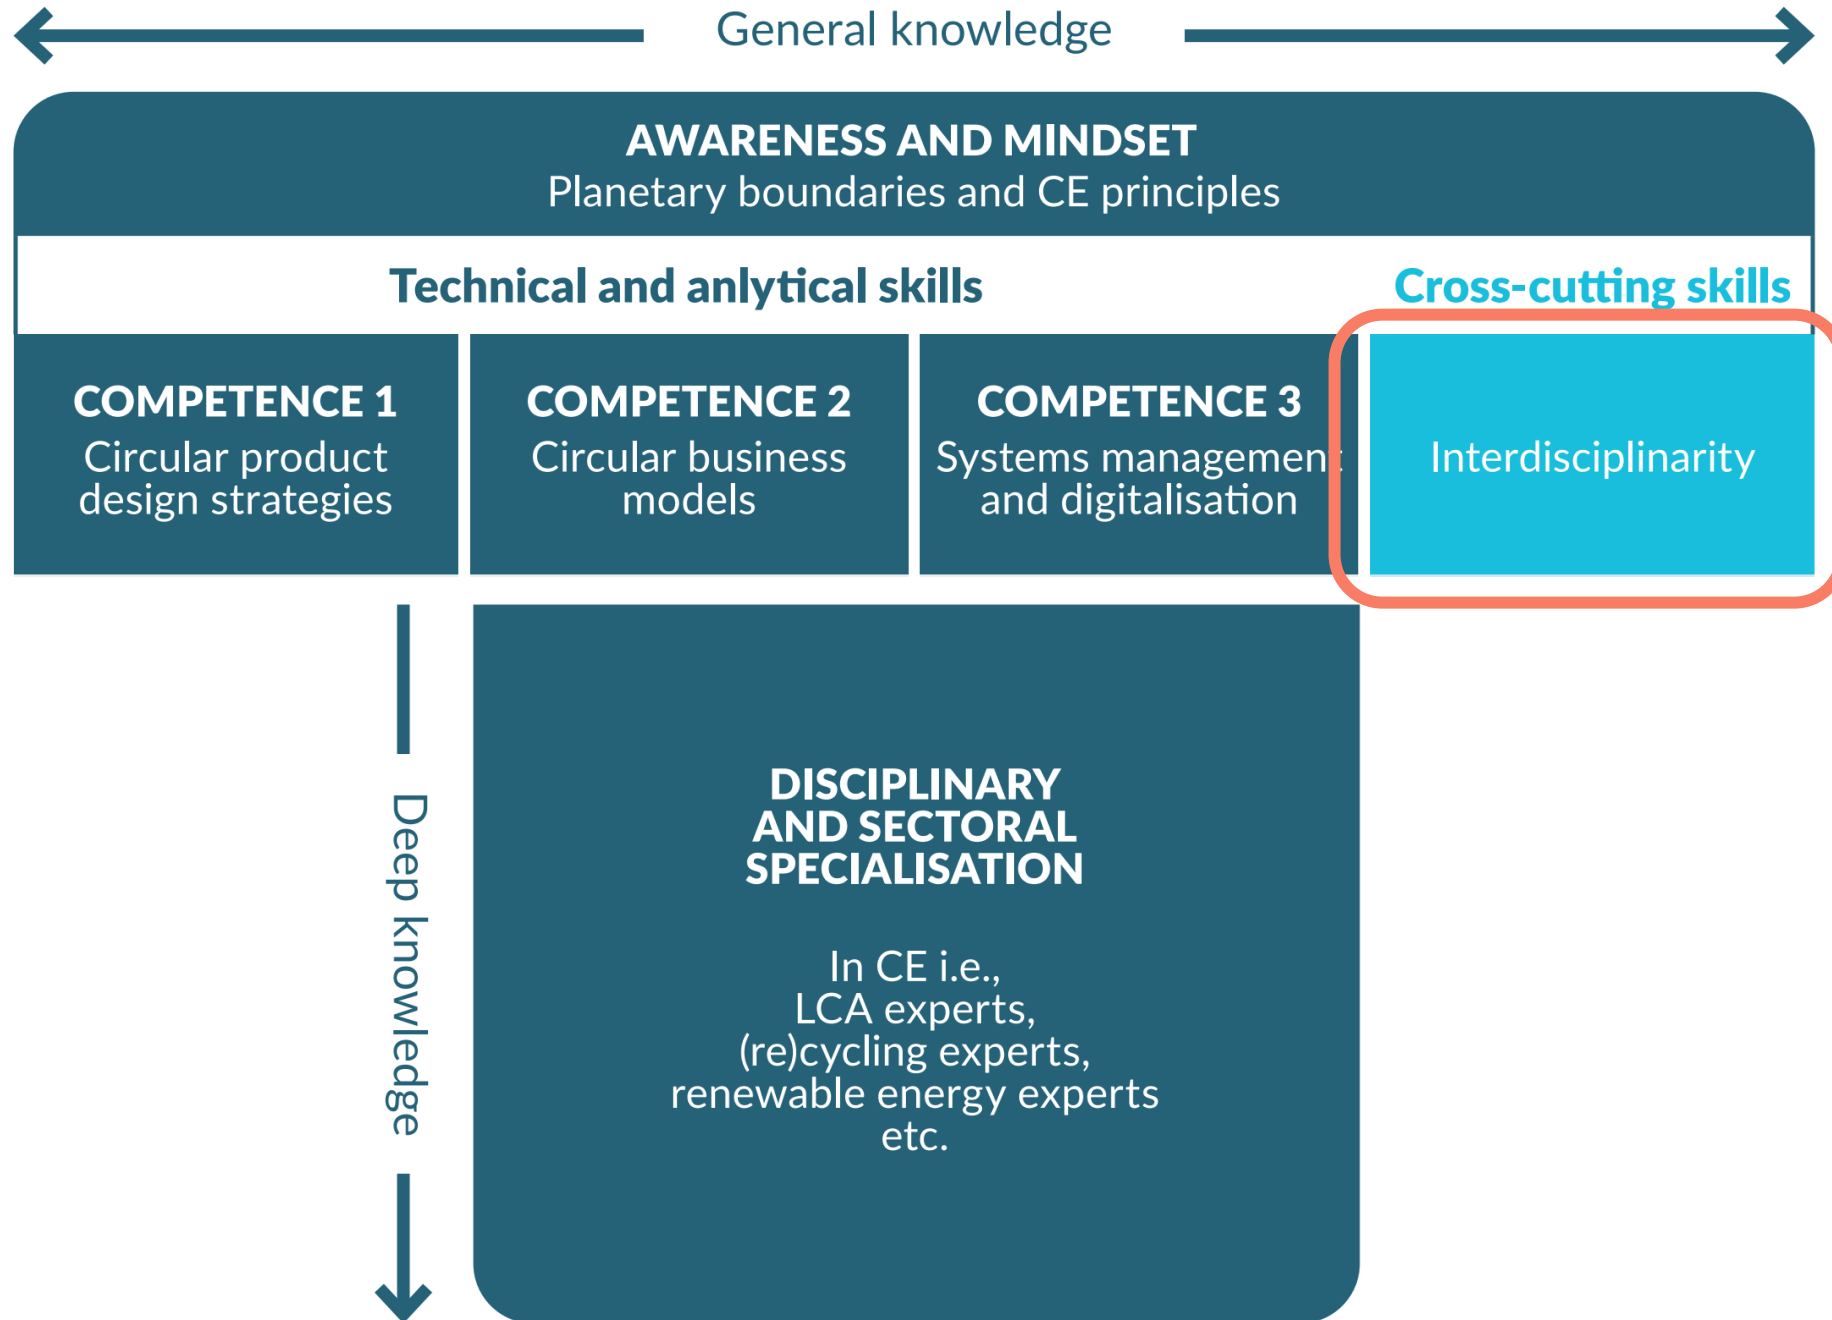 General knowledge
AWARENESS AND MINDSET
Planetary boundaries and CE principles
Technical and anlytical skills
Cross-cutting skills
COMPETENCE 1
Circular product
design strategies
COMPETENCE 2
Circular business
models
COMPETENCE 3
Systems management
and digitalisation
Interdisciplinarity
Deep knowledge
DISCIPLINARY
AND SECTORAL
SPECIALISATION
In CE i.e.,
LCA experts,
(re)cycling experts,
renewable energy experts
etc.